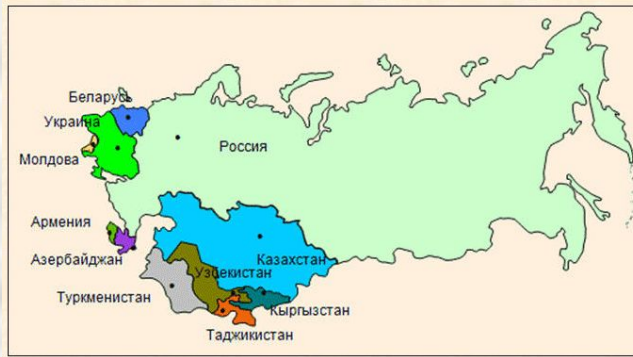 Беларусь
Украина
Россия
Молдова
Армения
Азербайджан
Казахстан
Узбекистан
Туркменистан
Кыргызстан
Таджикистан